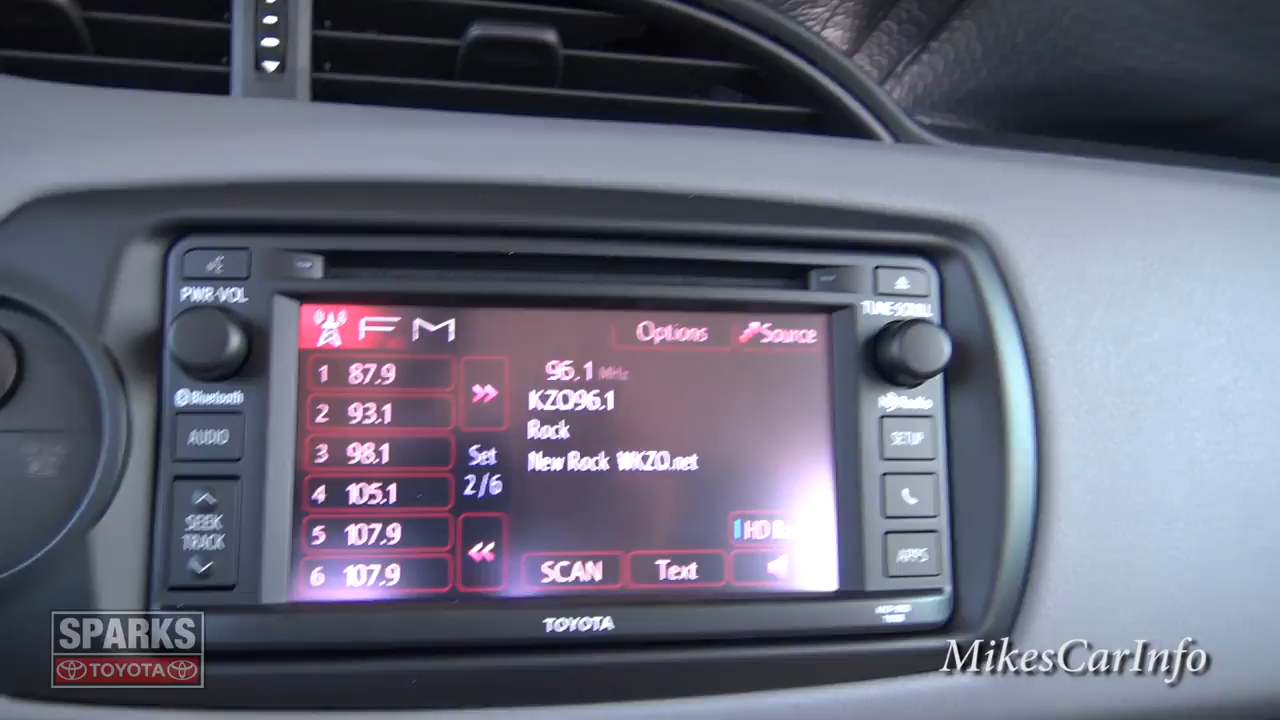 PWR·VOL
TUNE·SCROLL
FM
Options
Source
1 87.9
2 93.1
3 98.1
4 105.1
5 107.9
6 107.9
»
Set
2/6
«
96.1 MHz
KZO96.1
Rock
New Rock WKZO.net
HD
SCAN
Text
Bluetooth
AUDIO
SEEK
TRACK
SETUP
APPS
TOYOTA
SPARKS
TOYOTA
MikesCarInfo